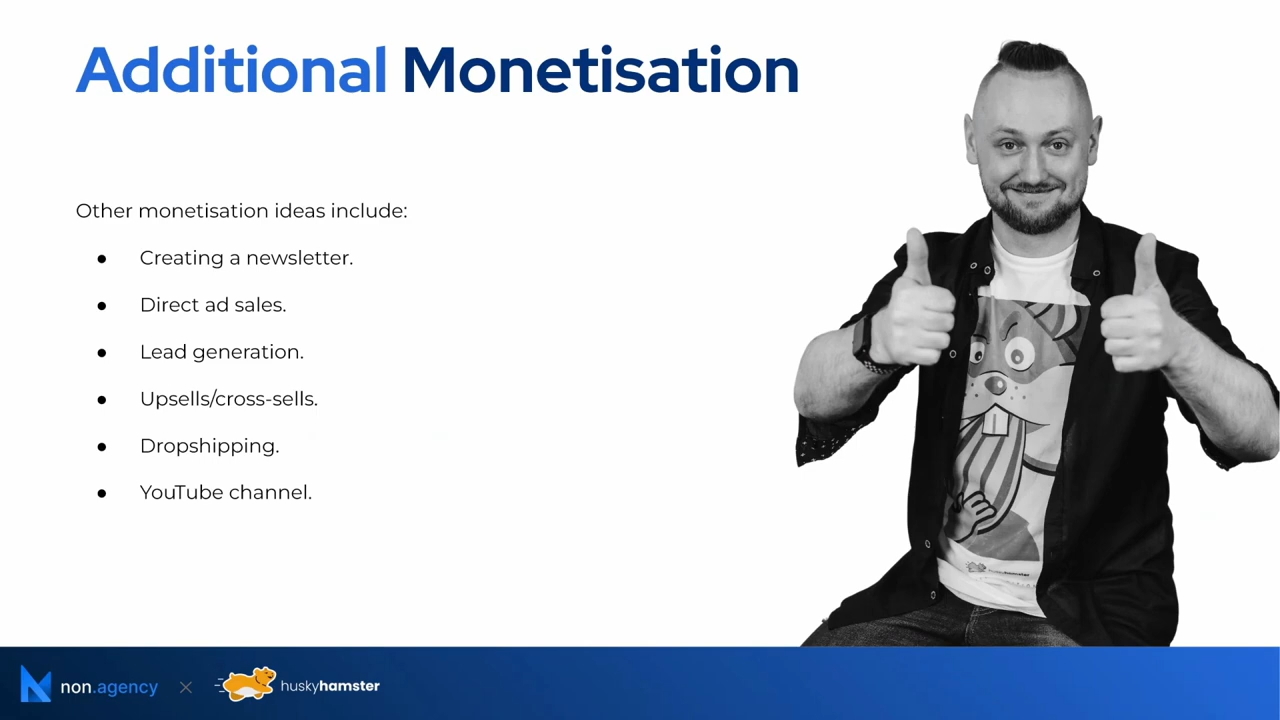 Additional Monetisation
Other monetisation ideas include:
● Creating a newsletter.
● Direct ad sales.
● Lead generation.
● Upsells/cross-sells.
● Dropshipping.
● YouTube channel.
huskyhamster
non.agency × huskyhamster